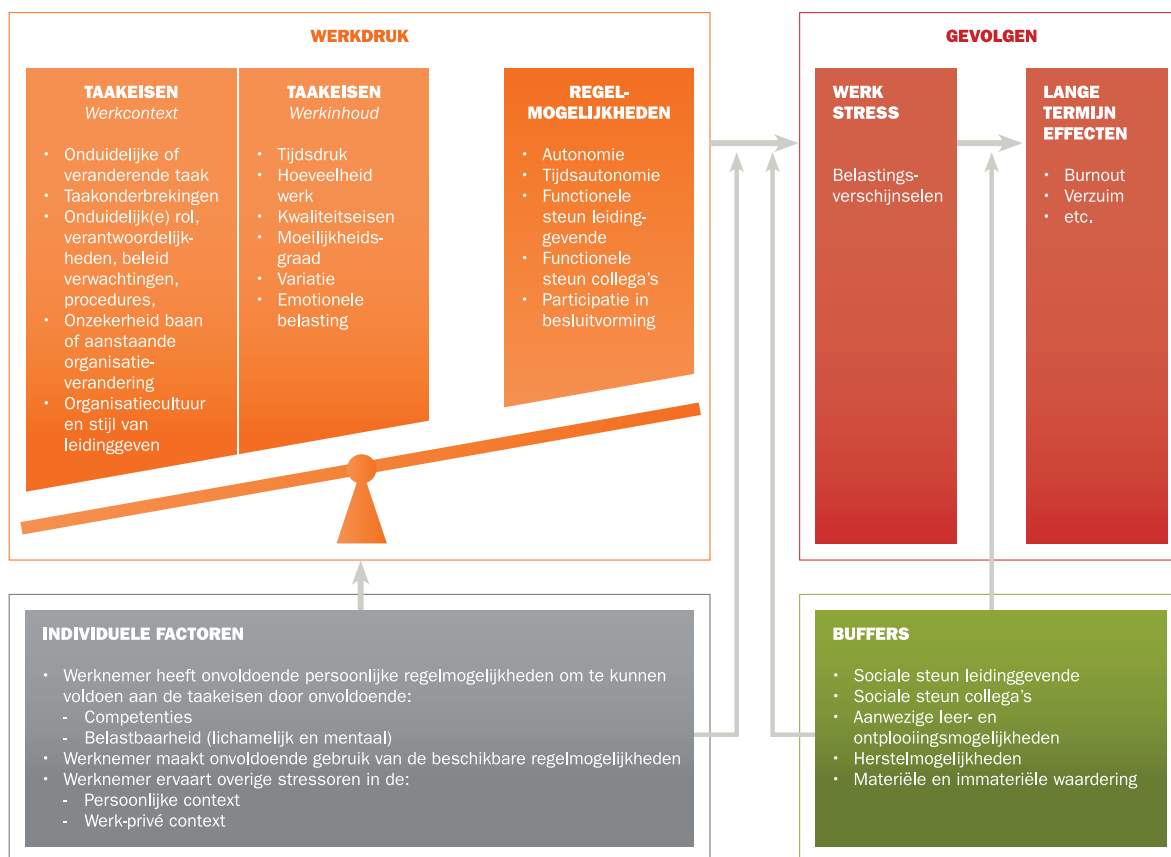 WERKDRUK
TAAKEISEN
Werkcontext
• Onduidelijke of
veranderende taak
• Taakonderbrekingen
• Onduidelijk(e) rol,
verantwoordelijk-
heden, beleid
verwachtingen,
procedures,
• Onzekerheid baan
of aanstaande
organisatie-
verandering
• Organisatiecultuur
en stijl van
leidinggeven
TAAKEISEN
Werkinhoud
• Tijdsdruk
• Hoeveelheid
werk
• Kwaliteitseisen
• Moeilijkheids-
graad
• Variatie
• Emotionele
belasting
REGEL-
MOGELIJKHEDEN
• Autonomie
• Tijdsautonomie
• Functionele
steun leiding-
gevende
• Functionele
steun collega's
• Participatie in
besluitvorming
GEVOLGEN
WERK
STRESS
Belastings-
verschijnselen
LANGE
TERMIJN
EFFECTEN
• Burnout
• Verzuim
• etc.
INDIVIDUELE FACTOREN
• Werknemer heeft onvoldoende persoonlijke regelmogelijkheden om te kunnen
voldoen aan de taakeisen door onvoldoende:
- Competenties
- Belastbaarheid (lichamelijk en mentaal)
• Werknemer maakt onvoldoende gebruik van de beschikbare regelmogelijkheden
• Werknemer ervaart overige stressoren in de:
- Persoonlijke context
- Werk-privé context
BUFFERS
• Sociale steun leidinggevende
• Sociale steun collega's
• Aanwezige leer- en
ontplooiingsmogelijkheden
• Herstelmogelijkheden
• Materiële en immateriële waardering